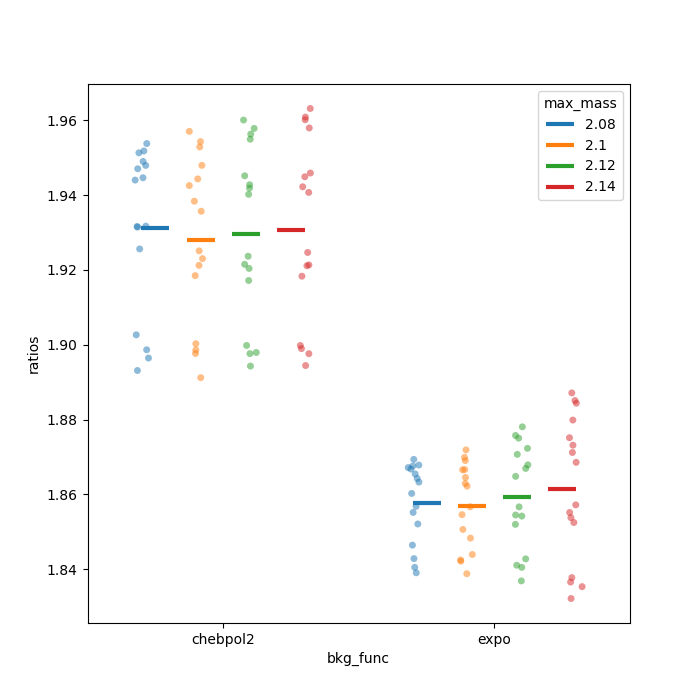 max_mass
2.08
2.1
2.12
2.14
1.96
1.94
1.92
1.90
1.88
1.86
1.84
ratios
chebpol2
expo
bkg_func